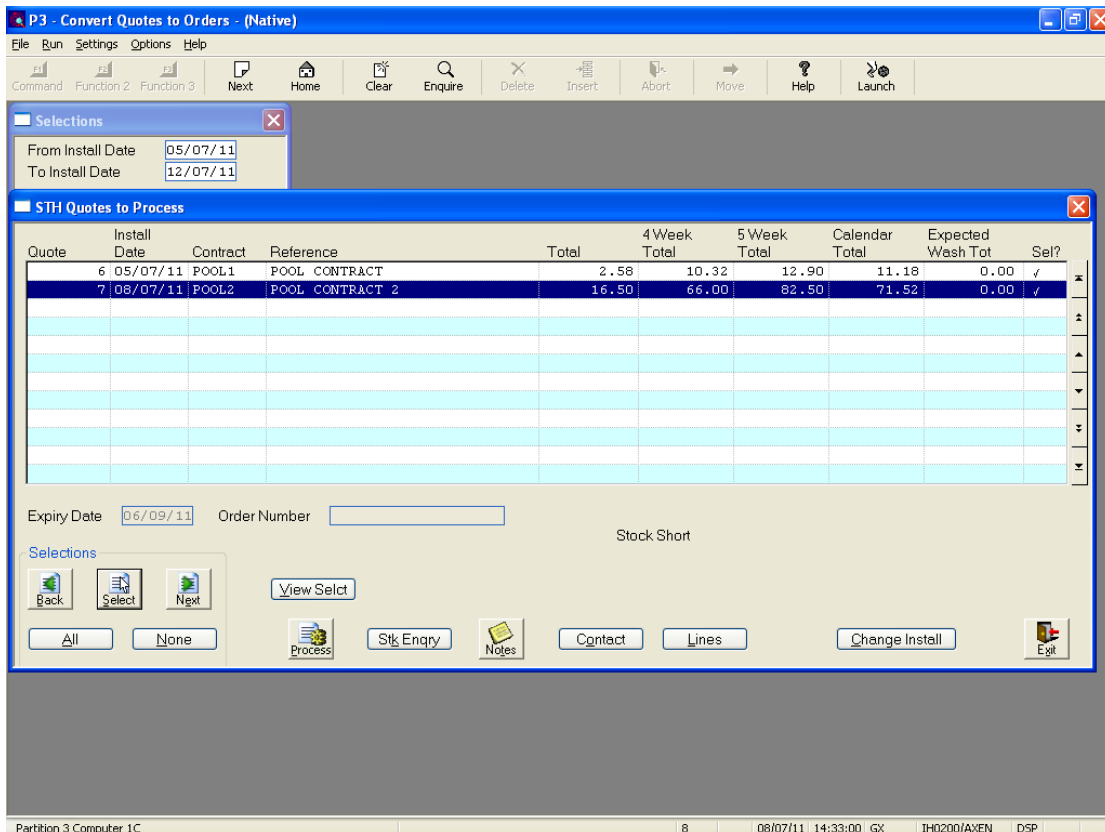 P3 - Convert Quotes to Orders - (Native)
File Run Settings Options Help
F1 F2 F3
Command Function 2 Function 3 Next Home Clear Enquire Delete Insert Abort Move Help Launch
Selections
From Install Date 05/07/11
To Install Date 12/07/11
STH Quotes to Process
Install 4 Week 5 Week Calendar Expected
Quote Date Contract Reference Total Total Total Total Wash Tot Sel?
6 05/07/11 POOL1 POOL CONTRACT 2.58 10.32 12.90 11.18 0.00 √
7 08/07/11 POOL2 POOL CONTRACT 2 16.50 66.00 82.50 71.52 0.00 √
Expiry Date 06/09/11 Order Number
Stock Short
Selections
Back Select Next View Selct
All None Process Stk Enqry Notes Contact Lines Change Install Exit
Partition 3 Computer 1C 8 08/07/11 14:33:00 GX IH0200/AXEN DSP